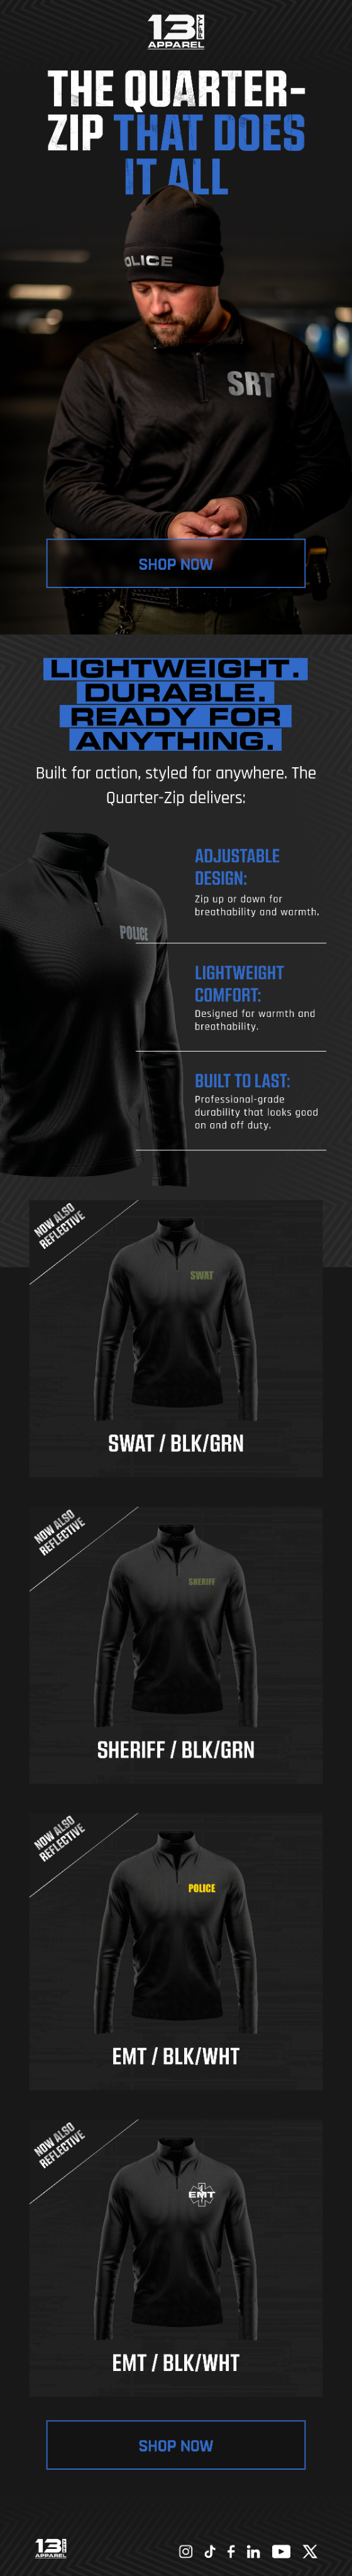 13
FIFTY
APPAREL
THE QUARTER-
ZIP THAT DOES
IT ALL
OLICE
SRT
SHOP NOW
LIGHTWEIGHT.
DURABLE.
READY FOR
ANYTHING.
Built for action, styled for anywhere. The
Quarter-Zip delivers:
ADJUSTABLE
DESIGN:
Zip up or down for
breathability and warmth.
POLICE
LIGHTWEIGHT
COMFORT:
Designed for warmth and
breathability.
BUILT TO LAST:
Professional-grade
durability that looks good
on and off duty.
NOW ALSO
REFLECTIVE
SWAT
SWAT / BLK/GRN
NOW ALSO
REFLECTIVE
SHERIFF
SHERIFF / BLK/GRN
NOW ALSO
REFLECTIVE
POLICE
EMT / BLK/WHT
NOW ALSO
REFLECTIVE
EMT
EMT / BLK/WHT
SHOP NOW
13
APPAREL